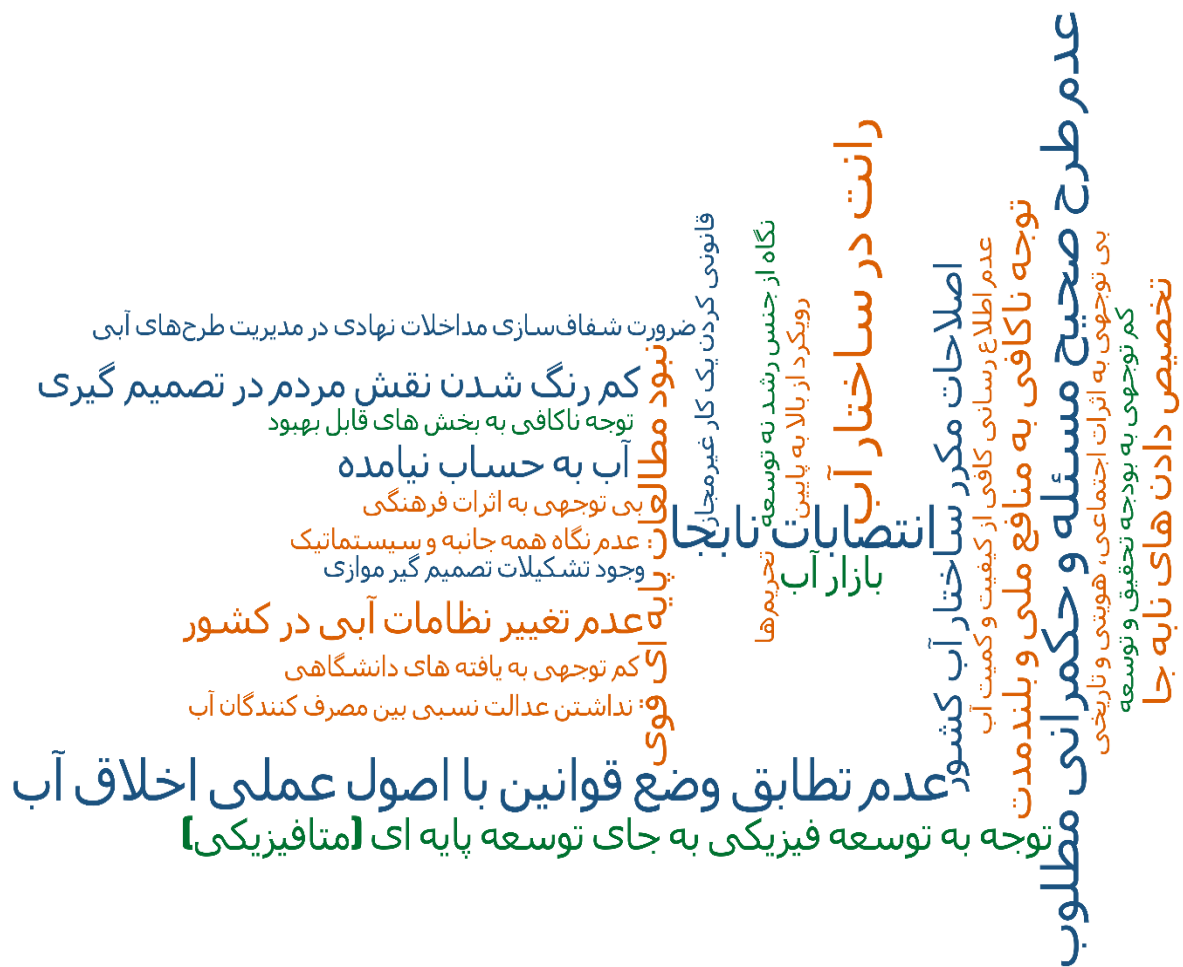 ضرورت شفاف‌سازی مداخلات نهادی در مدیریت طرح‌های آبی
کم رنگ شدن نقش مردم در تصمیم گیری
توجه ناکافی به بخش های قابل بهبود
آب به حساب نیامده
بی توجهی به اثرات فرهنگی
عدم نگاه همه جانبه و سیستماتیک :
وجود تشکیلات تصمیم گیر موازی
عدم تغییر نظامات آبی در کشور
کم توجهی به یافته های دانشگاهی
نداشتن عدالت نسبی بین مصرف کنندگان آب :
عدم تطابق وضع قوانین با اصول عملی اخلاق آب
توجه به توسعه فیزیکی به جای توسعه پایه ای (متافیزیکی)
نبود مطالعات پایه ای قوی
قانونی کردن یک کار غیرمجاز
نگاه از جنس رشد نه توسعه
رویکرد از بالا به پایین
رانت در ساختار آب
انتصابات نابجا
بازار آب
تحریم‌ها
اصلاحات مکرر ساختار آب کشور
عدم اطلاع رسانی کافی از کیفیت و کمیت آب
توجه ناکافی به منافع ملی و بلندمدت
عدم طرح صحیح مسئله و حکمرانی مطلوب
بی توجهی به اثرات اجتماعی، هویتی و تاریخی
کم توجهی به بودجه تحقیق و توسعه
تخصیص دادن های نابه جا